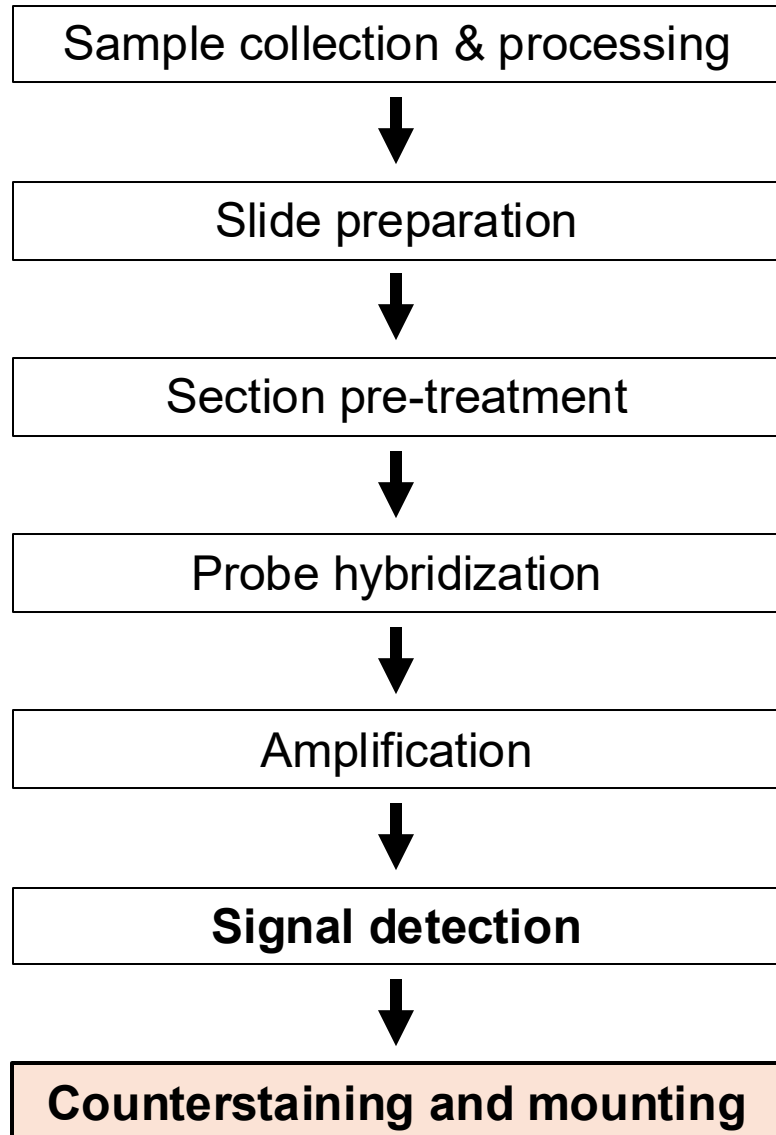 Sample collection & processing
Slide preparation
Section pre-treatment
Probe hybridization
Amplification
Signal detection
Counterstaining and mounting